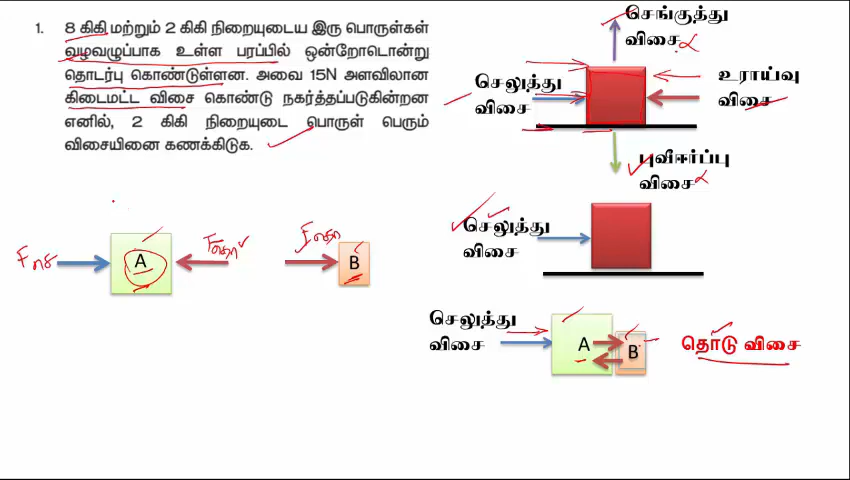 1. 8 கிகி மற்றும் 2 கிகி நிறையுடைய இரு பொருள்கள்
வழவழுப்பாக உள்ள பரப்பில் ஒன்றோடொன்று
தொடர்பு கொண்டுள்ளன. அவை 15N அளவிலான
கிடைமட்ட விசை கொண்டு நகர்த்தப்படுகின்றன
எனில், 2 கிகி நிறையுடை பொருள் பெரும்
விசையினை கணக்கிடுக.
செங்குத்து
விசை
செலுத்து
விசை
உராய்வு
விசை
புவிஈர்ப்பு
விசை
செலுத்து
விசை
A
B
செலுத்து
விசை
A
B
தொடு விசை